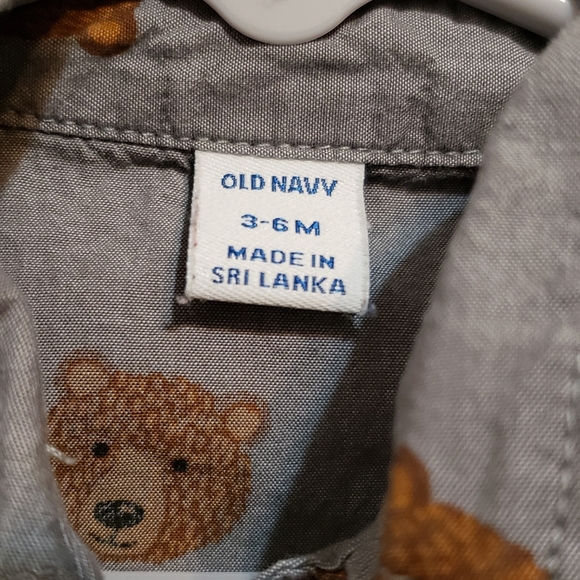 OLD NAVY
3-6 M
MADE IN
SRI LANKA